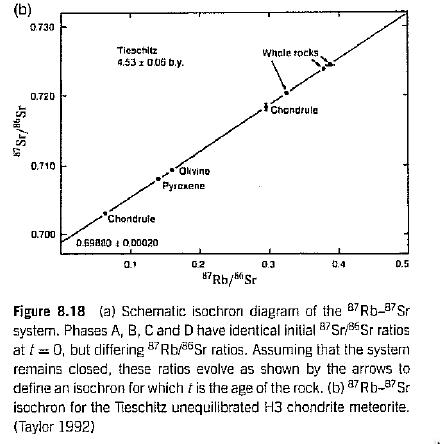 (b)
0.730
Tieschitz
4.53 ± 0.06 b.y.
Whole rocks
0.720
Chondrule
87Sr/86Sr
0.710
Olivine
Pyroxene
Chondrule
0.700
0.69880 ± 0.00020
0.1 0.2 0.3 0.4 0.5
87Rb/86Sr
Figure 8.18 (a) Schematic isochron diagram of the 87Rb–87Sr
system. Phases A, B, C and D have identical initial 87Sr/86Sr ratios
at t = 0, but differing 87Rb/86Sr ratios. Assuming that the system
remains closed, these ratios evolve as shown by the arrows to
define an isochron for which t is the age of the rock. (b) 87Rb–87Sr
isochron for the Tieschitz unequilibrated H3 chondrite meteorite.
(Taylor 1992)